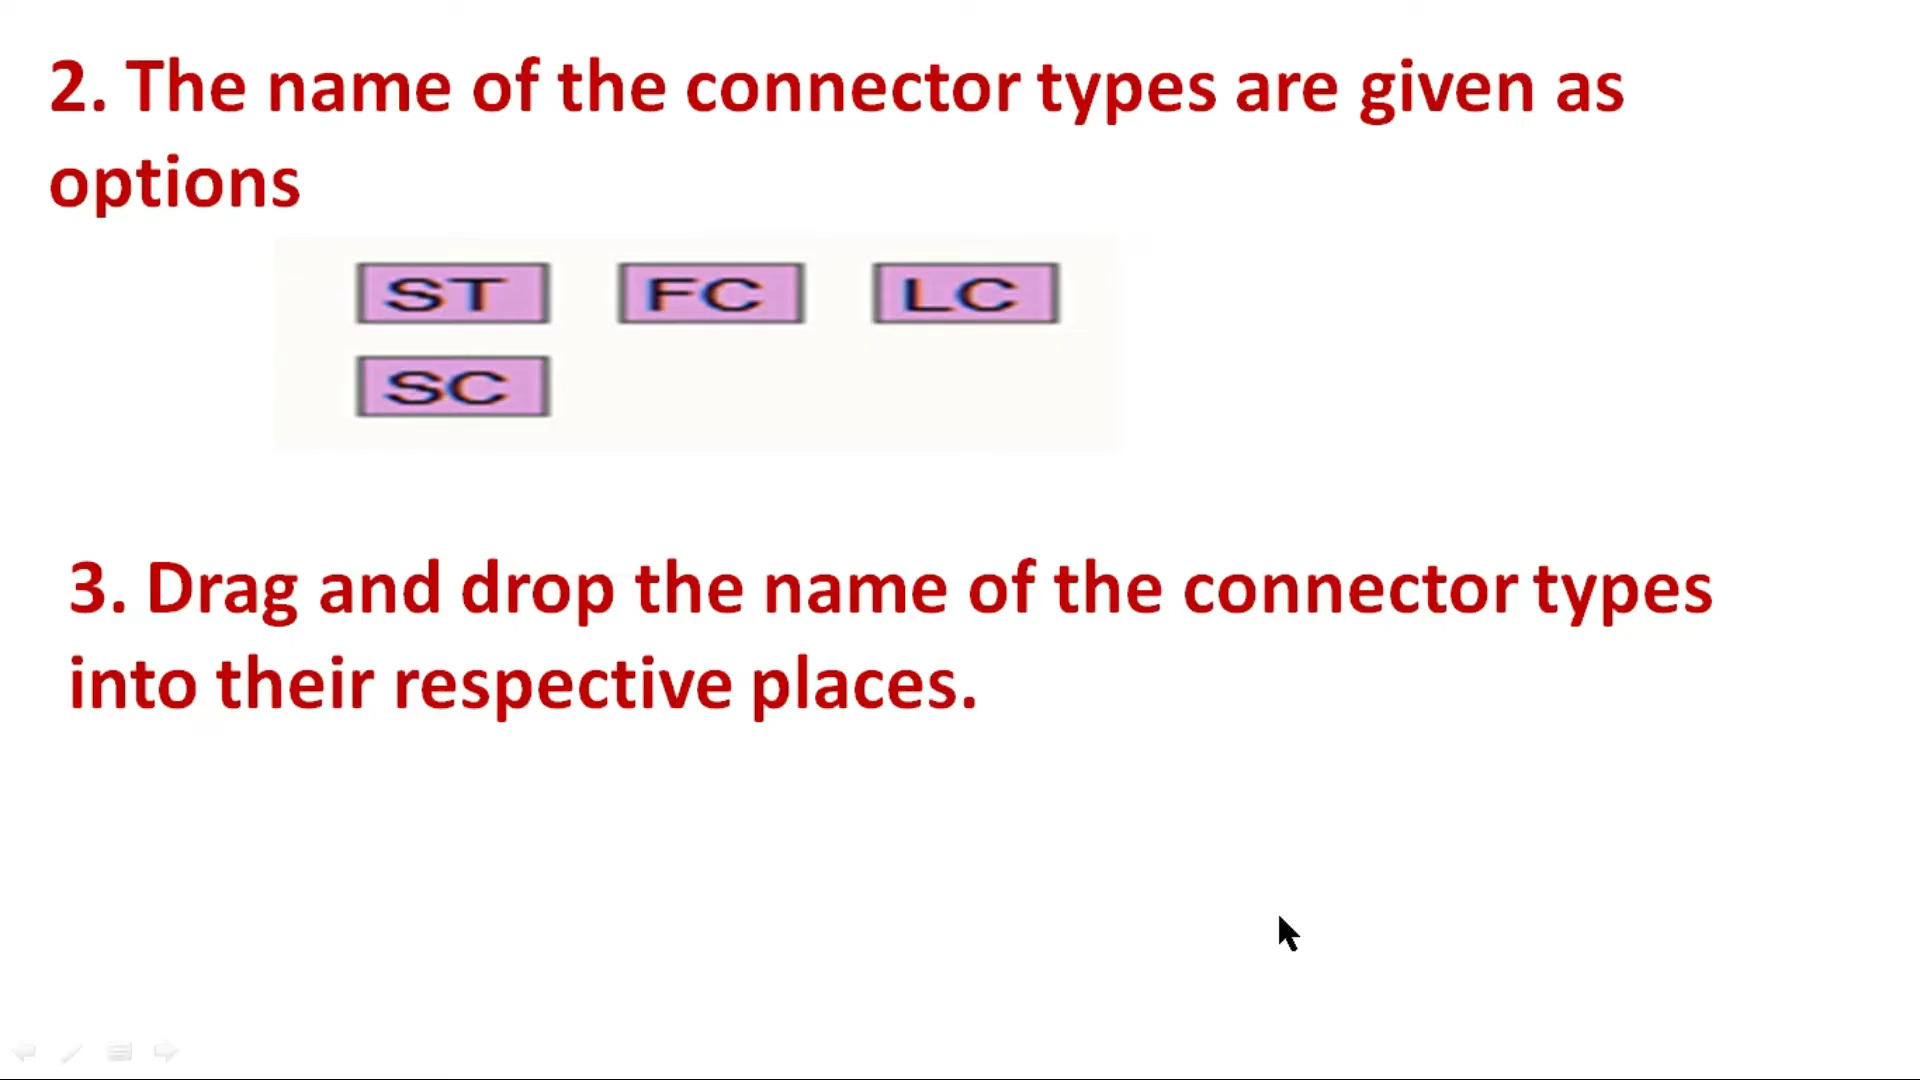 2. The name of the connector types are given as
options
ST FC LC
SC
3. Drag and drop the name of the connector types
into their respective places.